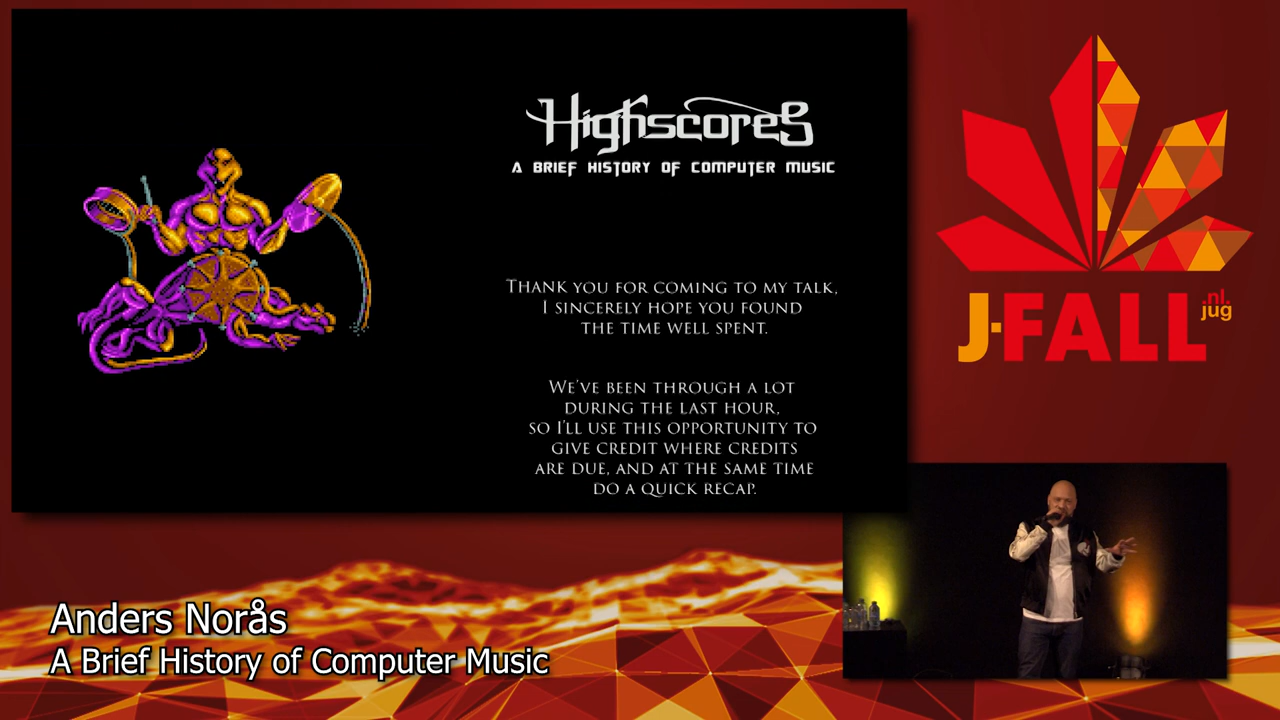 Highscores
A BRIEF HISTORY OF COMPUTER MUSIC
THANK YOU FOR COMING TO MY TALK,
I SINCERELY HOPE YOU FOUND
THE TIME WELL SPENT.
WE'VE BEEN THROUGH A LOT
DURING THE LAST HOUR,
SO I'LL USE THIS OPPORTUNITY TO
GIVE CREDIT WHERE CREDITS
ARE DUE, AND AT THE SAME TIME
DO A QUICK RECAP.
J-FALL
nl.
jug
Anders Norås
A Brief History of Computer Music